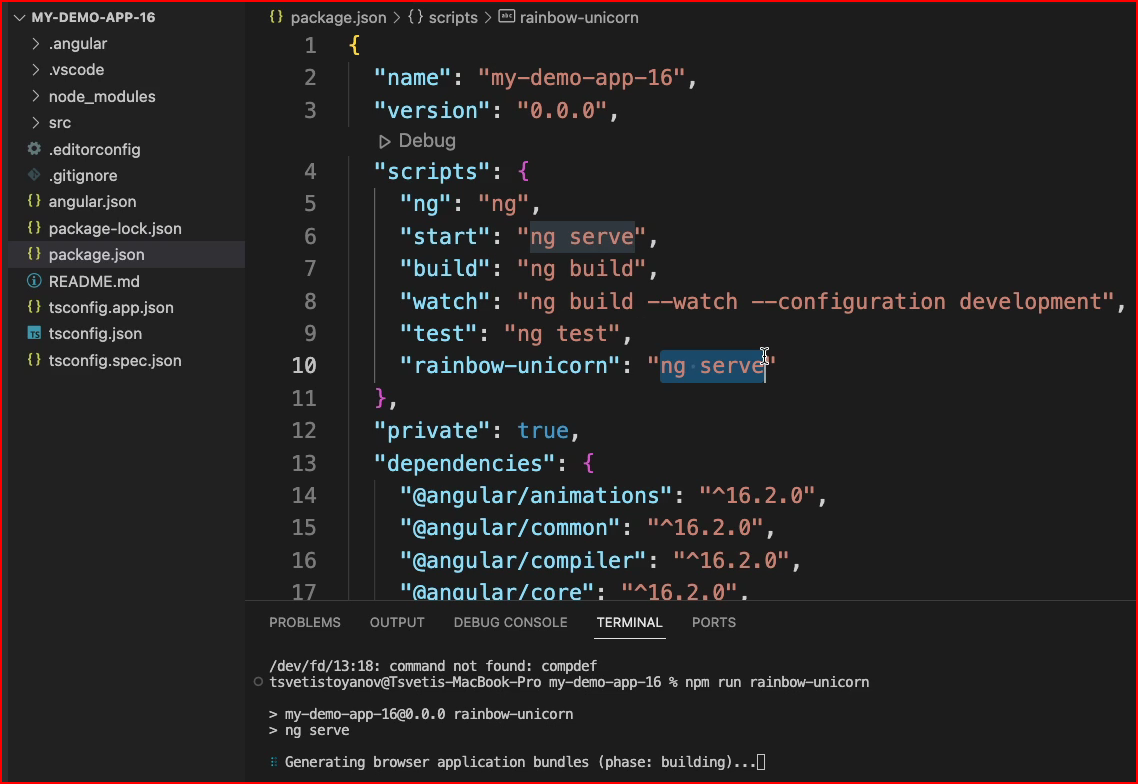 MY-DEMO-APP-16
.angular
.vscode
node_modules
src
.editorconfig
.gitignore
{} angular.json
{} package-lock.json
{} package.json
README.md
{} tsconfig.app.json
TS tsconfig.json
{} tsconfig.spec.json
{} package.json > {} scripts > abc rainbow-unicorn
1 {
2 "name": "my-demo-app-16",
3 "version": "0.0.0",
Debug
4 "scripts": {
5 "ng": "ng",
6 "start": "ng serve",
7 "build": "ng build",
8 "watch": "ng build --watch --configuration development",
9 "test": "ng test",
10 "rainbow-unicorn": "ng serve"
11 },
12 "private": true,
13 "dependencies": {
14 "@angular/animations": "^16.2.0",
15 "@angular/common": "^16.2.0",
16 "@angular/compiler": "^16.2.0",
17 "@angular/core": "^16.2.0",
PROBLEMS OUTPUT DEBUG CONSOLE TERMINAL PORTS
/dev/fd/13:18: command not found: compdef
tsvetistoyanov@Tsvetis-MacBook-Pro my-demo-app-16 % npm run rainbow-unicorn
> my-demo-app-16@0.0.0 rainbow-unicorn
> ng serve
Generating browser application bundles (phase: building)...